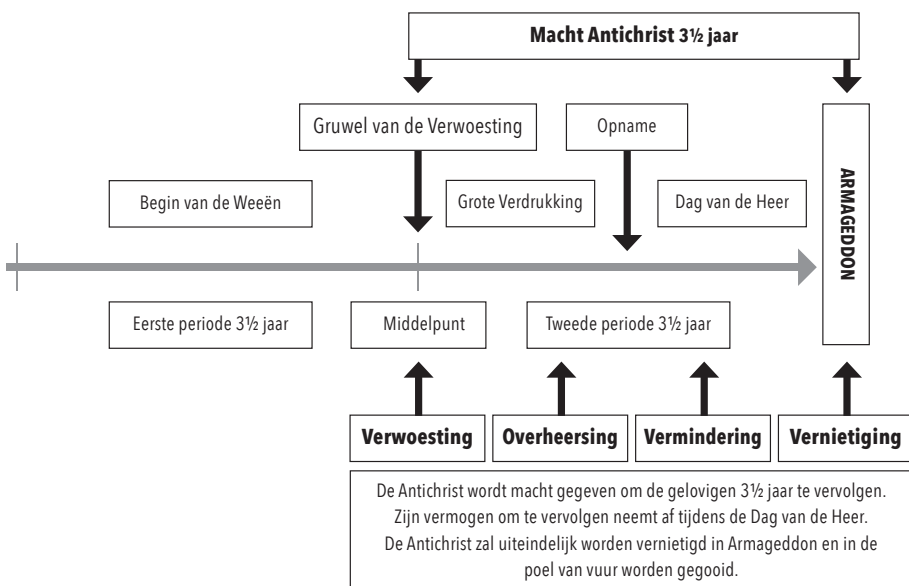 Macht Antichrist 3½ jaar
Gruwel van de Verwoesting
Opname
Begin van de Weeën
Grote Verdrukking
Dag van de Heer
ARMAGEDDON
Eerste periode 3½ jaar
Middelpunt
Tweede periode 3½ jaar
Verwoesting
Overheersing
Vermindering
Vernietiging
De Antichrist wordt macht gegeven om de gelovigen 3½ jaar te vervolgen.
Zijn vermogen om te vervolgen neemt af tijdens de Dag van de Heer.
De Antichrist zal uiteindelijk worden vernietigd in Armageddon en in de
poel van vuur worden gegooid.